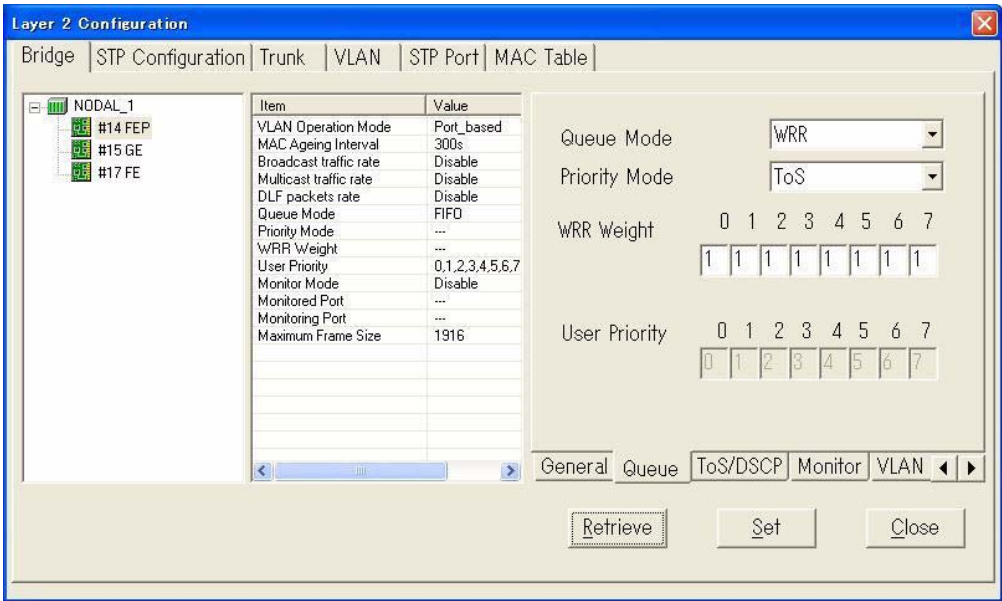 Layer 2 Configuration
Bridge STP Configuration Trunk VLAN STP Port MAC Table
NODAL_1
#14 FEP
#15 GE
#17 FE
Item Value
VLAN Operation Mode Port_based
MAC Ageing Interval 300s
Broadcast traffic rate Disable
Multicast traffic rate Disable
DLF packets rate Disable
Queue Mode FIFO
Priority Mode ---
WRR Weight ---
User Priority 0,1,2,3,4,5,6,7
Monitor Mode Disable
Monitored Port ---
Monitoring Port ---
Maximum Frame Size 1916
Queue Mode WRR
Priority Mode ToS
WRR Weight 0 1 2 3 4 5 6 7
1 1 1 1 1 1 1 1
User Priority 0 1 2 3 4 5 6 7
0 1 2 3 4 5 6 7
General Queue ToS/DSCP Monitor VLAN
Retrieve Set Close